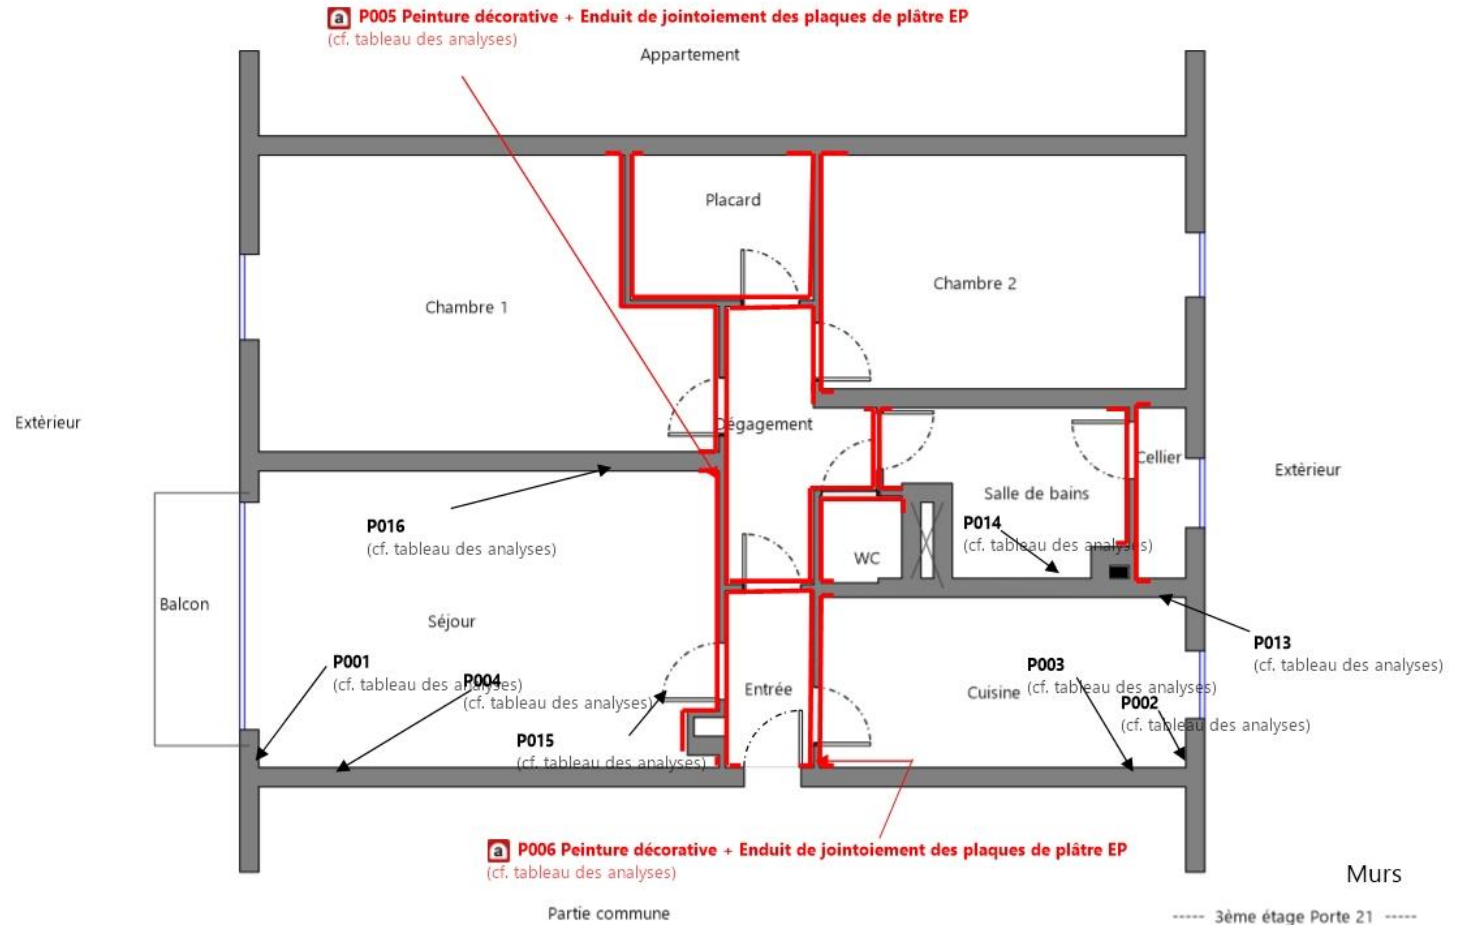 a P005 Peinture décorative + Enduit de jointoiement des plaques de plâtre EP
(cf. tableau des analyses)
Appartement
Placard
Chambre 2
Chambre 1
Extèrieur
Dégagement
Cellier
Extèrieur
Salle de bains
P016
(cf. tableau des analyses)
P014
(cf. tableau des analyses)
WC
Balcon
Séjour
P013
(cf. tableau des analyses)
P001
(cf. tableau des analyses)
P004
(cf. tableau des analyses)
Entrée
Cuisine
P003
(cf. tableau des analyses)
P002
(cf. tableau des analyses)
P015
(cf. tableau des analyses)
a P006 Peinture décorative + Enduit de jointoiement des plaques de plâtre EP
(cf. tableau des analyses)
Murs
Partie commune
----- 3ème étage Porte 21 -----